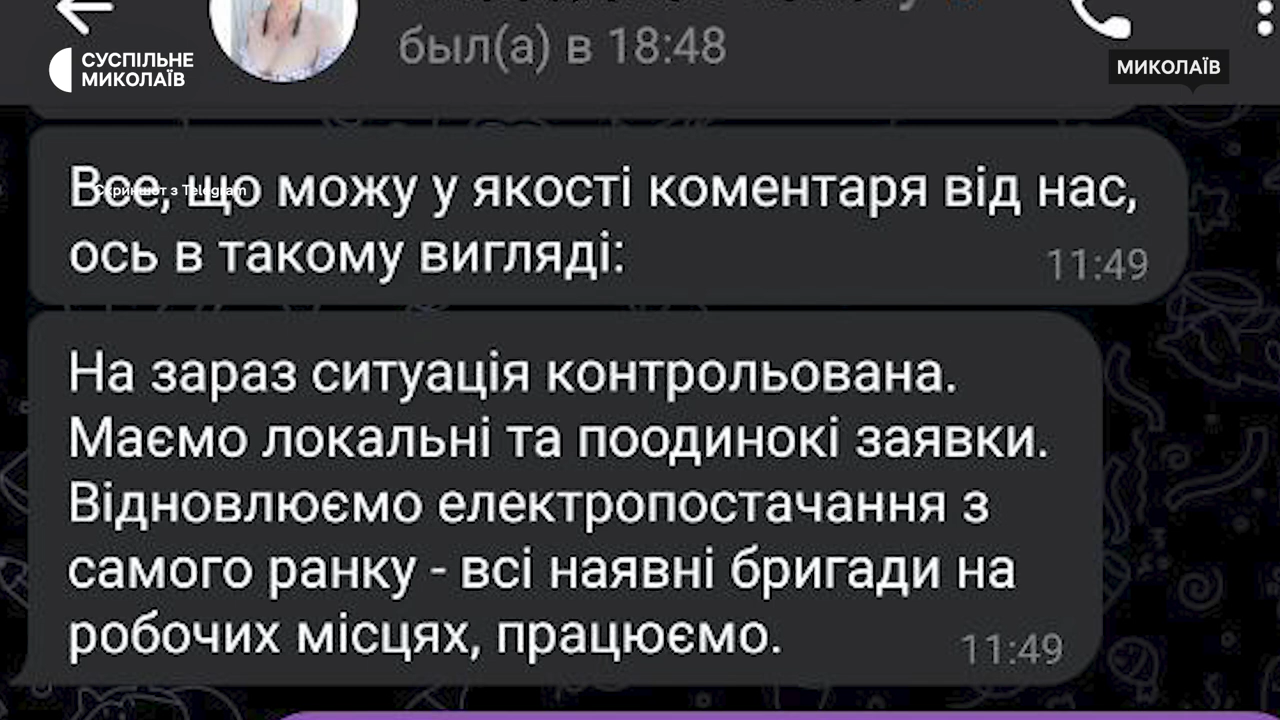 был(а) в 18:48
СУСПІЛЬНЕ
МИКОЛАЇВ
МИКОЛАЇВ
Скриншот з Telegram
Все, що можу у якості коментаря від нас,
ось в такому вигляді:
11:49
На зараз ситуація контрольована.
Маємо локальні та поодинокі заявки.
Відновлюємо електропостачання з
самого ранку - всі наявні бригади на
робочих місцях, працюємо.
11:49